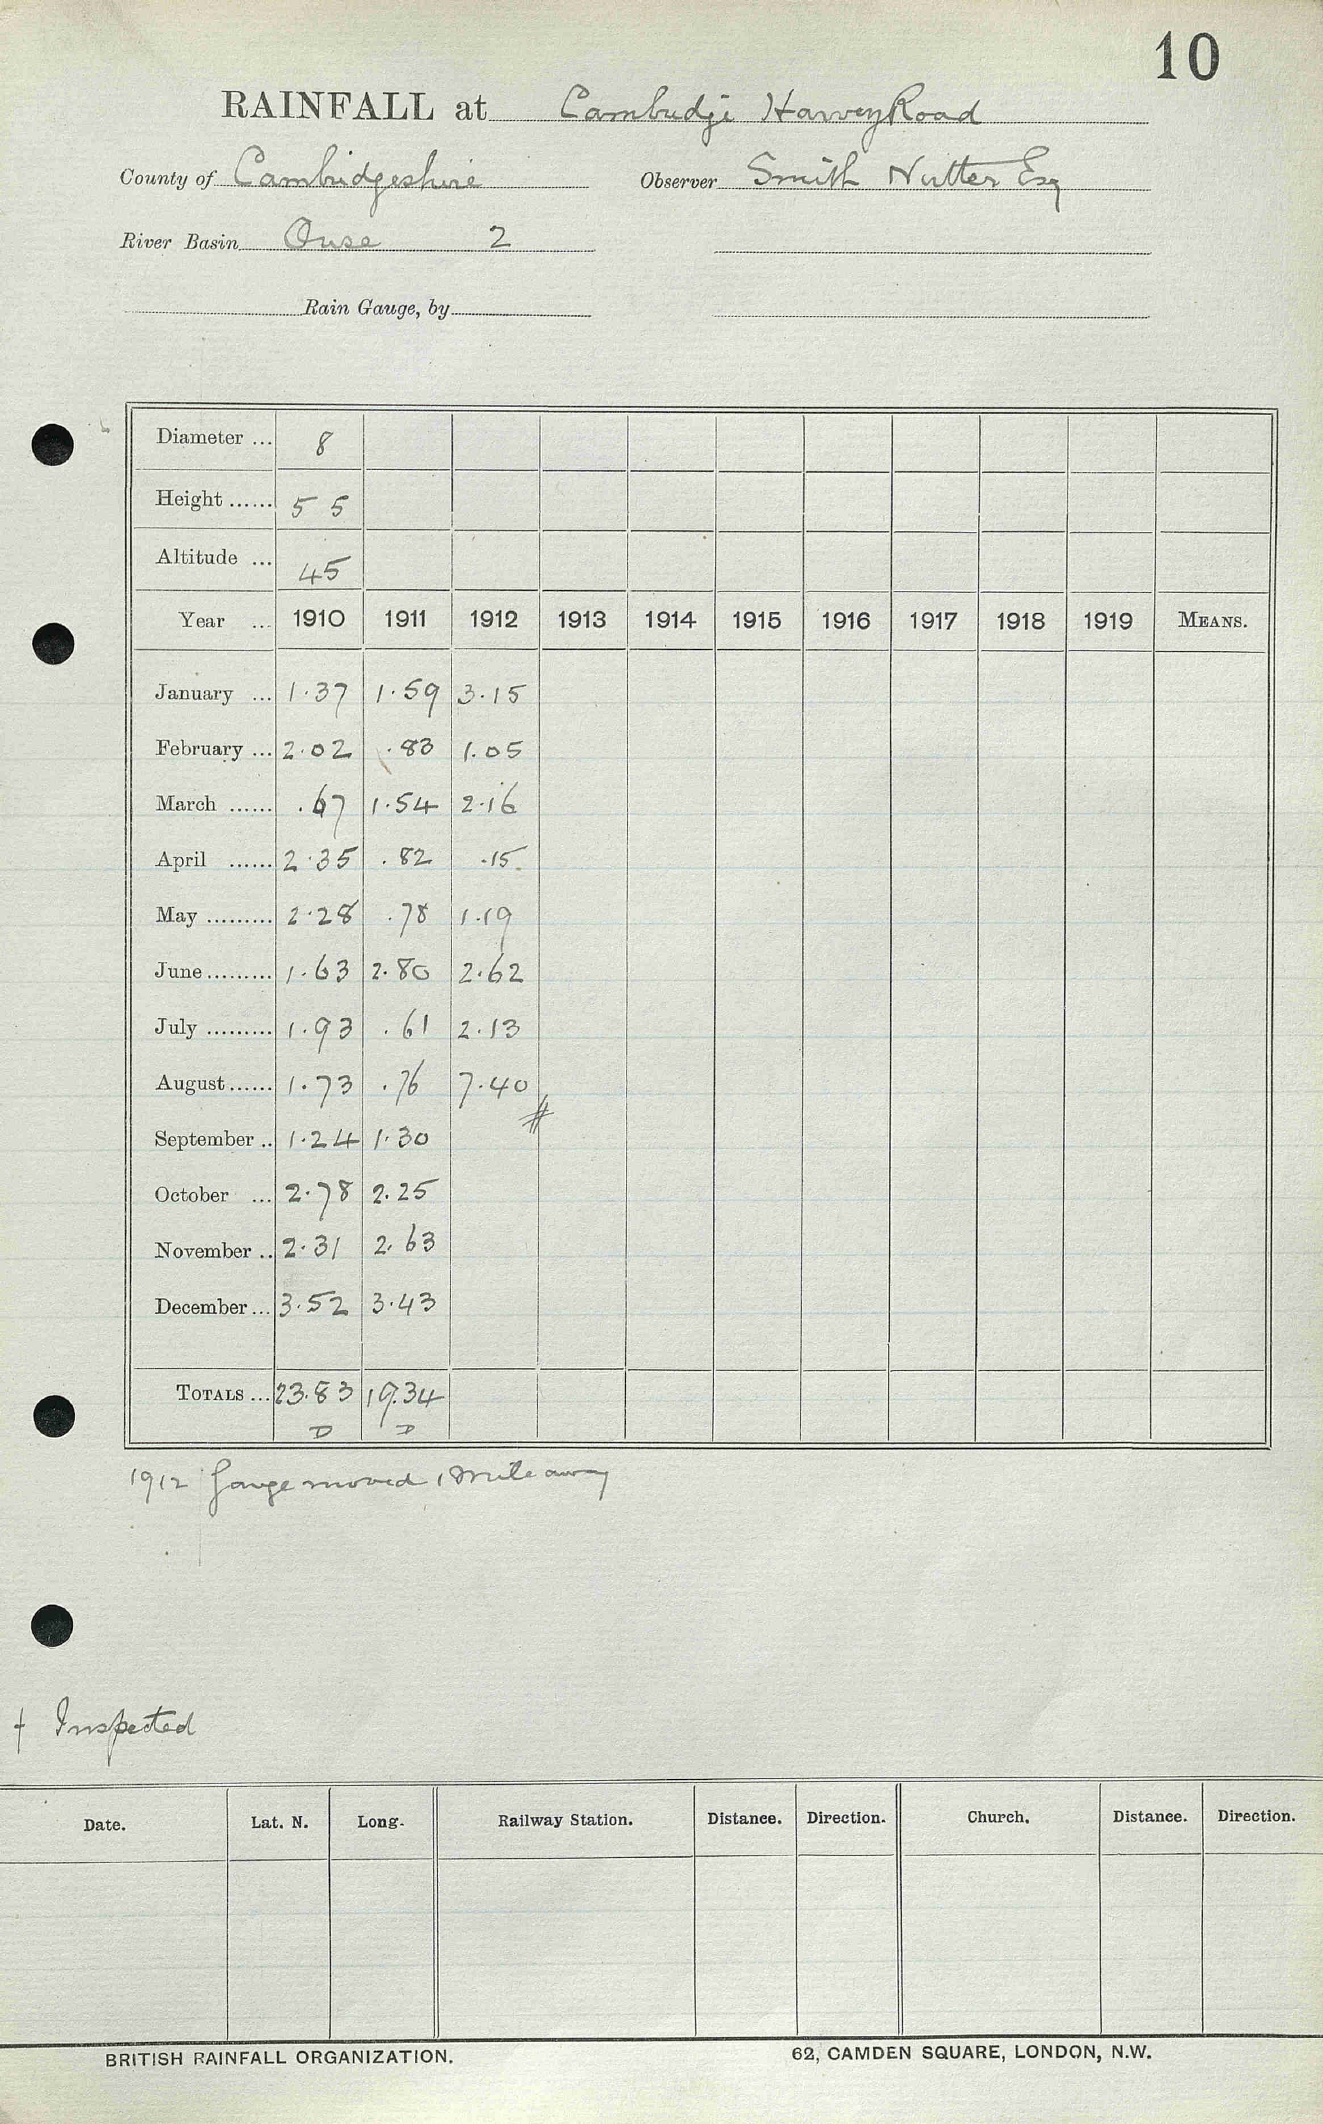 10
RAINFALL at Cambridge Harvey Road
County of Cambridgeshire Observer Smith Nutter Esq
River Basin Ouse 2
Rain Gauge, by
Diameter ... 8
Height ...... 5 5
Altitude ... 45
Year ... 1910 1911 1912 1913 1914 1915 1916 1917 1918 1919 MEANS.
January ... 1.37 1.59 3.15
February ... 2.02 .83 1.05
March ...... .67 1.54 2.16
April ...... 2.35 .82 .15
May ......... 2.28 .78 1.19
June ......... 1.63 2.80 2.62
July ......... 1.93 .61 2.13
August ...... 1.73 .76 7.40
#
September .. 1.24 1.30
October ... 2.78 2.25
November .. 2.31 2.63
December ... 3.52 3.43
TOTALS ... 23.83 19.34
D D
1912 Gauge moved 1 mile away
† Inspected
Date. Lat. N. Long. Railway Station. Distance. Direction. Church. Distance. Direction.
BRITISH RAINFALL ORGANIZATION. 62, CAMDEN SQUARE, LONDON, N.W.